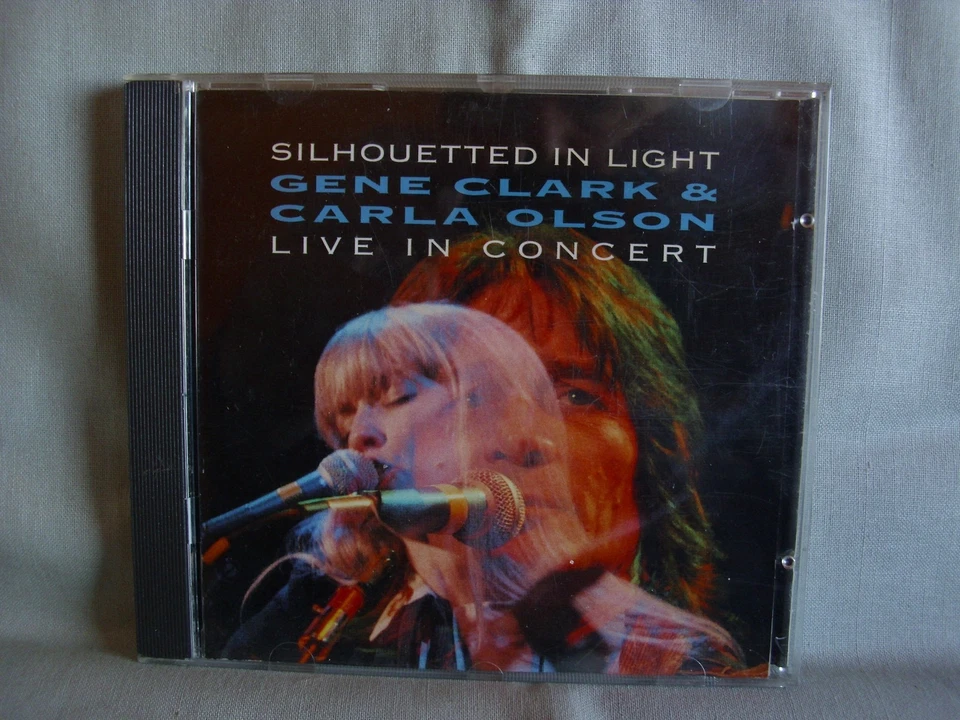 SILHOUETTED IN LIGHT
GENE CLARK &
CARLA OLSON
LIVE IN CONCERT